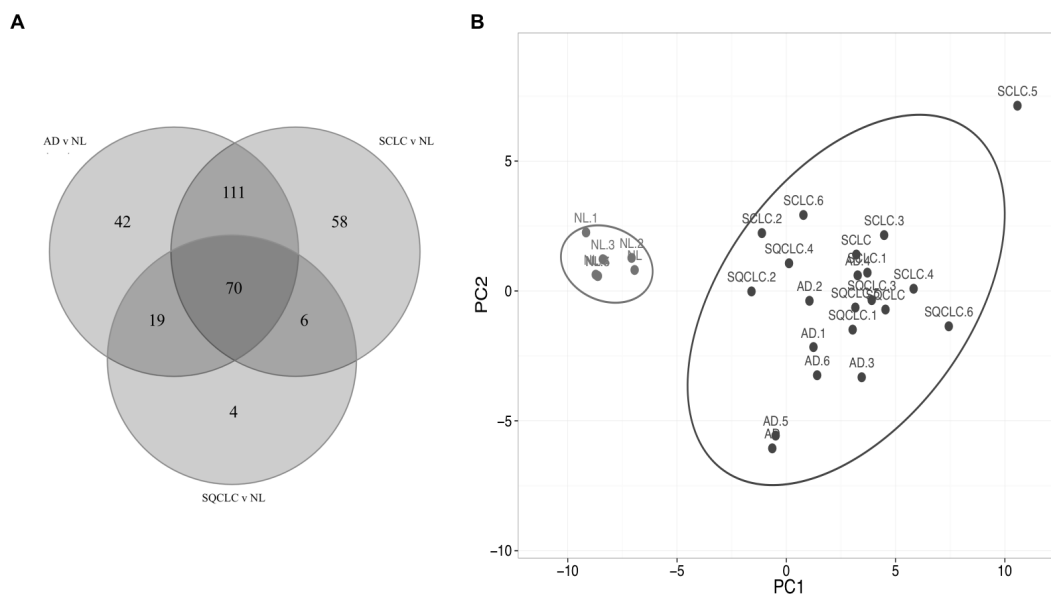 A
B
AD v NL
SCLC v NL
111
42
58
70
19
6
4
SQCLC v NL
PC2
5
0
−5
−10
SCLC.5
SCLC.6
SCLC.2
SCLC.3
NL.1
NL.2
NL.3
NL
SQCLC.4
SCLC
SCLC.1
AD.4
SCLC.4
SQCLC.2
AD.2
SQCLC.3
SQCLC
SQCLC.1
SQCLC.6
AD.1
AD.6
AD.3
AD.5
AD
−10
−5
0
5
10
PC1